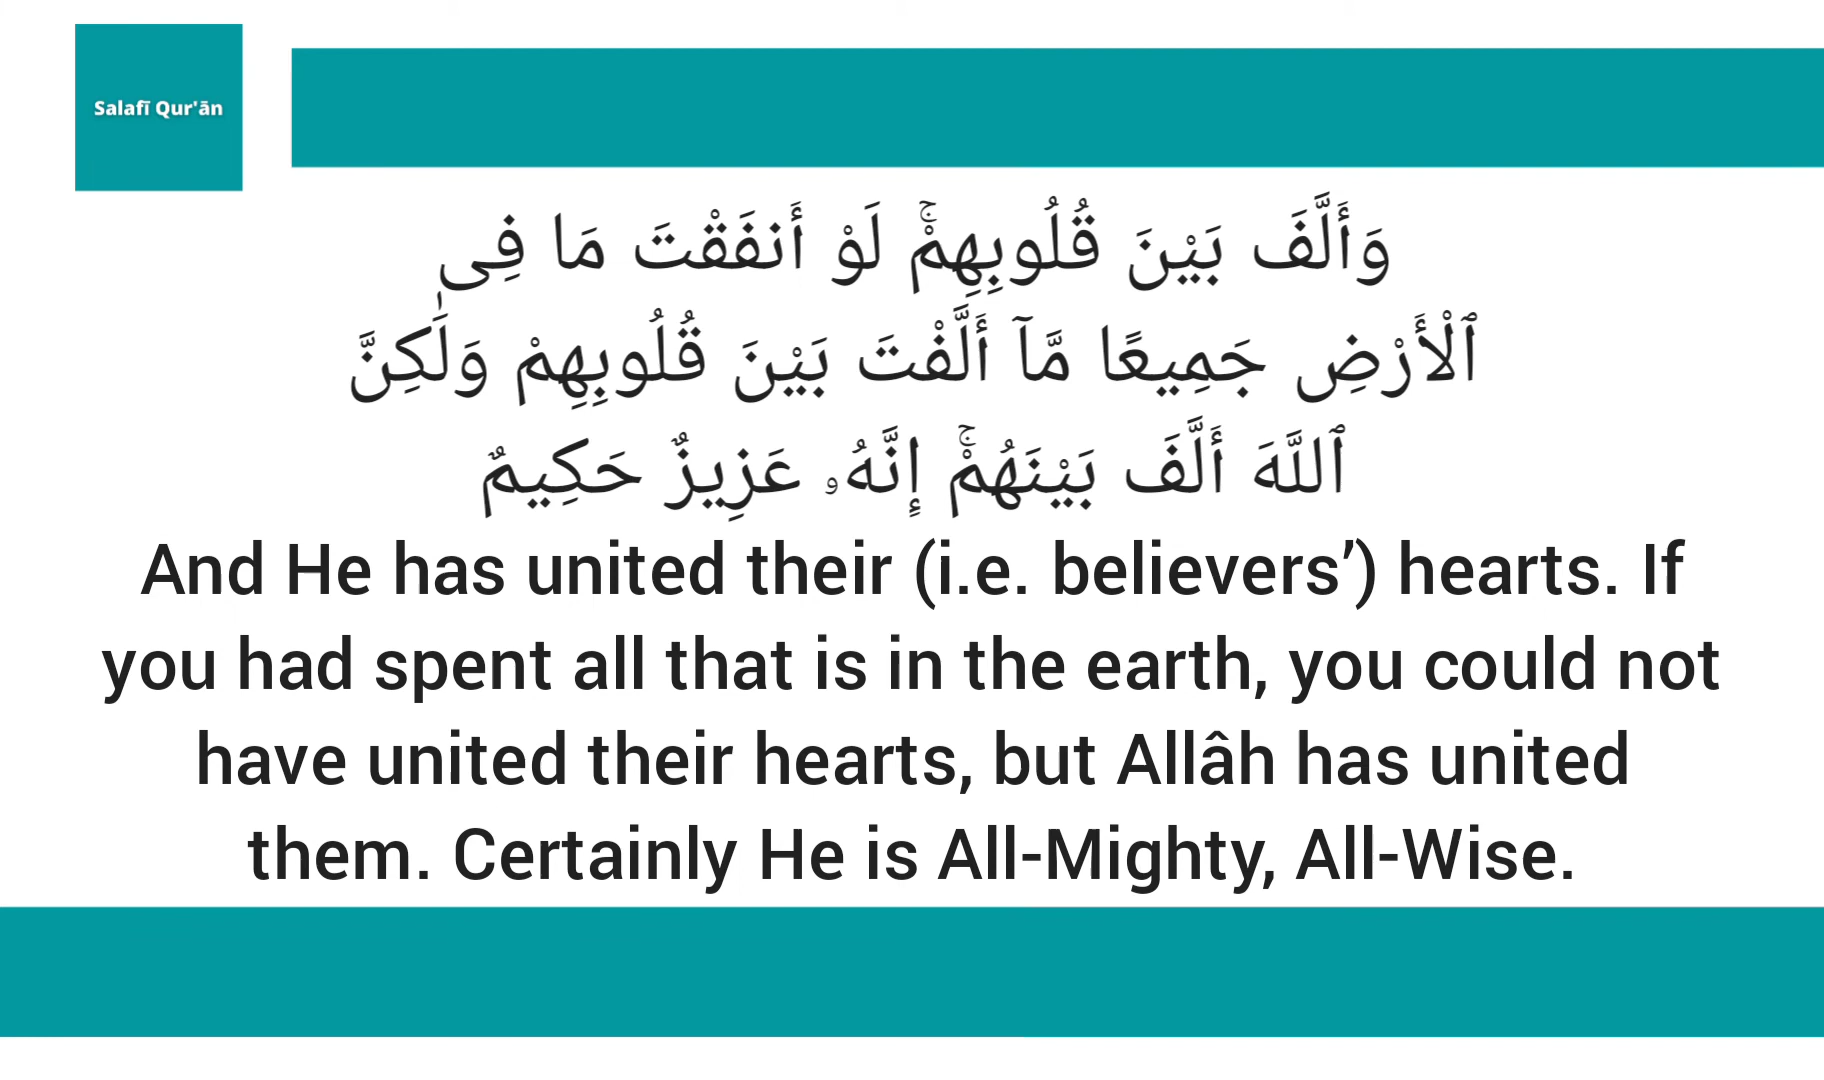 Salafī Qur'ān
وَأَلَّفَ بَيْنَ قُلُوبِهِمْۚ لَوْ أَنفَقْتَ مَا فِى
ٱلْأَرْضِ جَمِيعًا مَّآ أَلَّفْتَ بَيْنَ قُلُوبِهِمْ وَلَٰكِنَّ
ٱللَّهَ أَلَّفَ بَيْنَهُمْۚ إِنَّهُۥ عَزِيزٌ حَكِيمٌ
And He has united their (i.e. believers’) hearts. If
you had spent all that is in the earth, you could not
have united their hearts, but Allâh has united
them. Certainly He is All-Mighty, All-Wise.